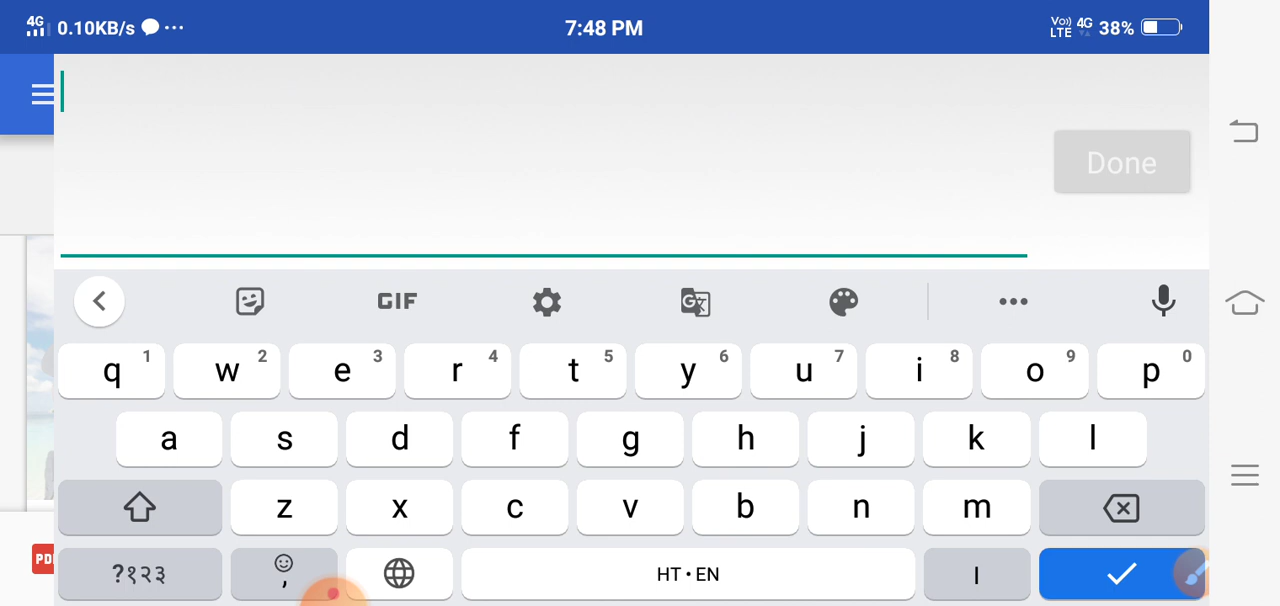 4G 0.10KB/s ... 7:48 PM Vo)) LTE 4G 38%
Done
GIF
q 1 w 2 e 3 r 4 t 5 y 6 u 7 i 8 o 9 p 0
a s d f g h j k l
z x c v b n m
?१२३ , HT • EN ।
PD